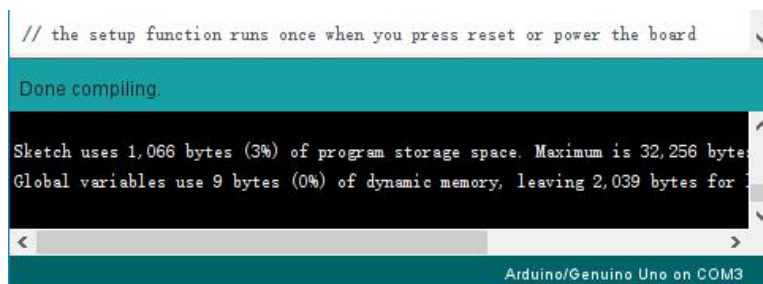 // the setup function runs once when you press reset or power the board
Done compiling.
Sketch uses 1,066 bytes (3%) of program storage space. Maximum is 32,256 bytes
Global variables use 9 bytes (0%) of dynamic memory, leaving 2,039 bytes for
Arduino/Genuino Uno on COM3